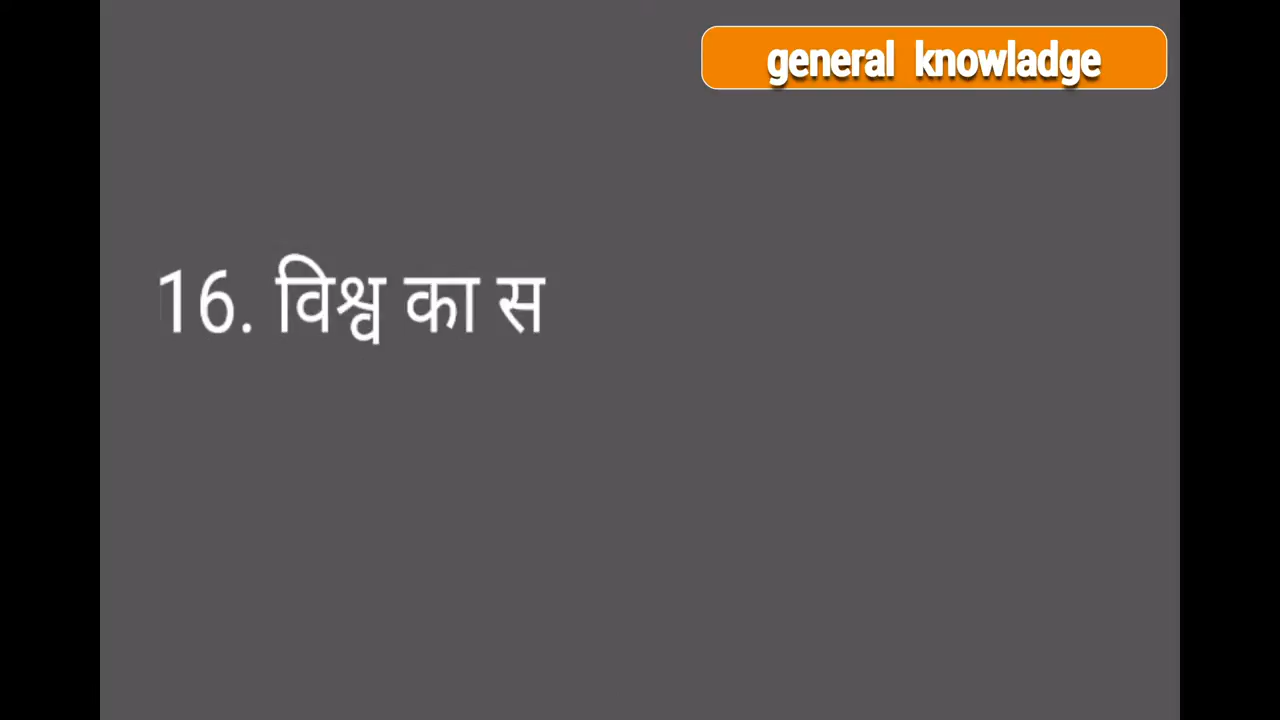 general knowladge
16. विश्व का स